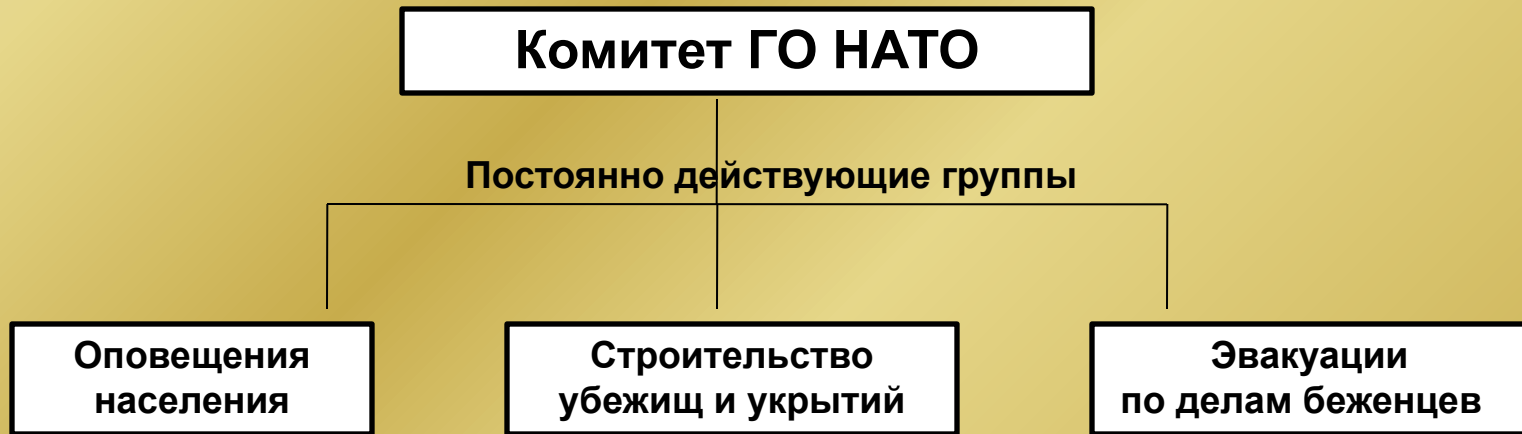 Комитет ГО НАТО
Постоянно действующие группы
Оповещения
населения
Строительство
убежищ и укрытий
Эвакуации
по делам беженцев